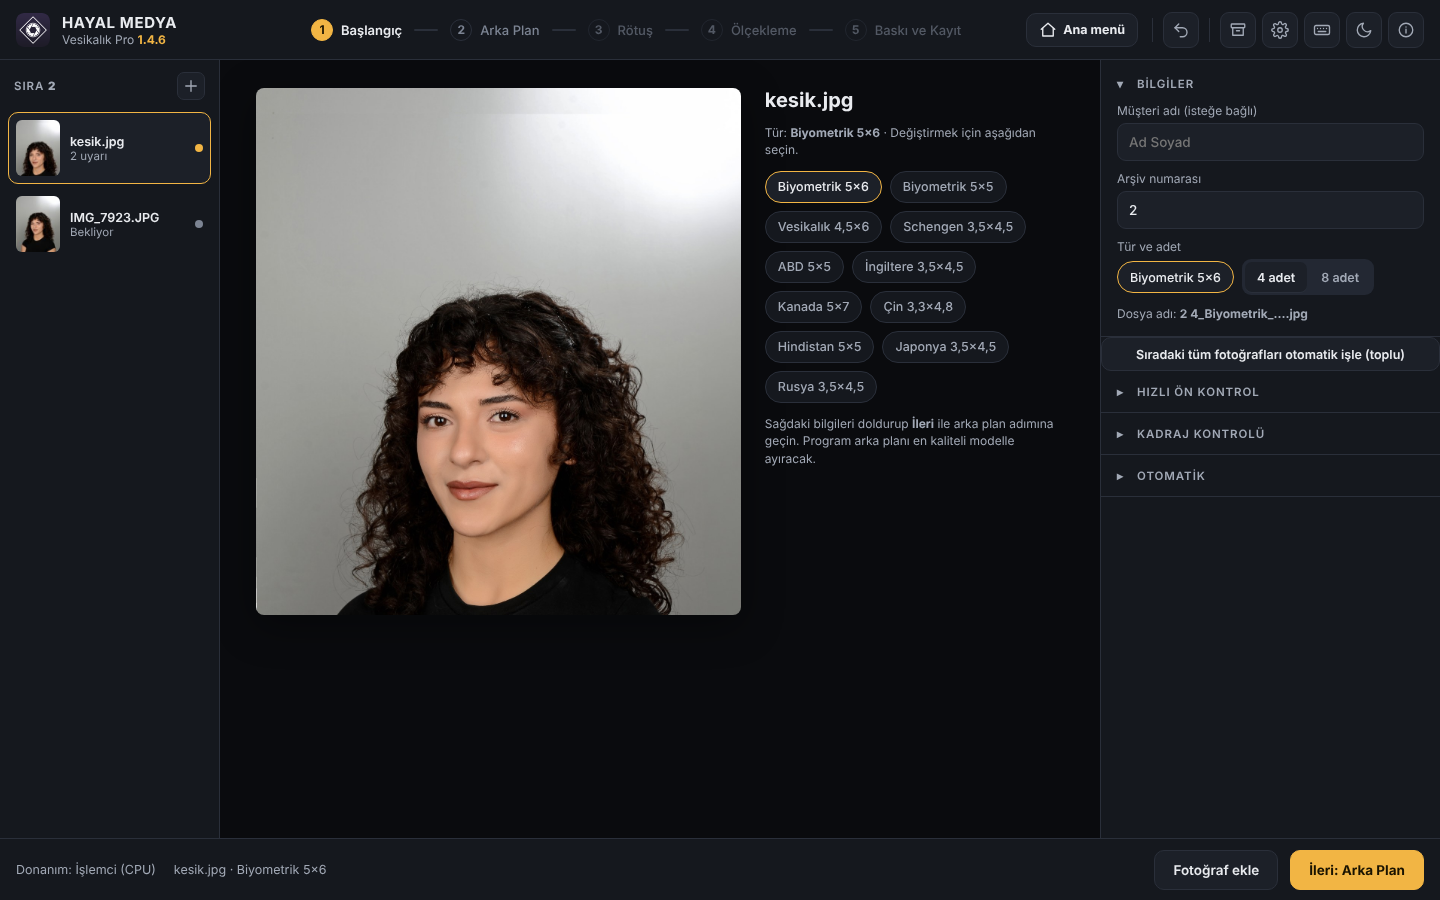 HAYAL MEDYA
Vesikalık Pro 1.4.6
1 Başlangıç
2 Arka Plan
3 Rötuş
4 Ölçekleme
5 Baskı ve Kayıt
Ana menü
SIRA 2
kesik.jpg
2 uyarı
IMG_7923.JPG
Bekliyor
kesik.jpg
Tür: Biyometrik 5×6 · Değiştirmek için aşağıdan
seçin.
Biyometrik 5×6
Biyometrik 5×5
Vesikalık 4,5×6
Schengen 3,5×4,5
ABD 5×5
İngiltere 3,5×4,5
Kanada 5×7
Çin 3,3×4,8
Hindistan 5×5
Japonya 3,5×4,5
Rusya 3,5×4,5
Sağdaki bilgileri doldurup İleri ile arka plan adımına
geçin. Program arka planı en kaliteli modelle
ayıracak.
BİLGİLER
Müşteri adı (isteğe bağlı)
Ad Soyad
Arşiv numarası
2
Tür ve adet
Biyometrik 5×6
4 adet
8 adet
Dosya adı: 2 4_Biyometrik_....jpg
Sıradaki tüm fotoğrafları otomatik işle (toplu)
HIZLI ÖN KONTROL
KADRAJ KONTROLÜ
OTOMATİK
Donanım: İşlemci (CPU)
kesik.jpg · Biyometrik 5×6
Fotoğraf ekle
İleri: Arka Plan